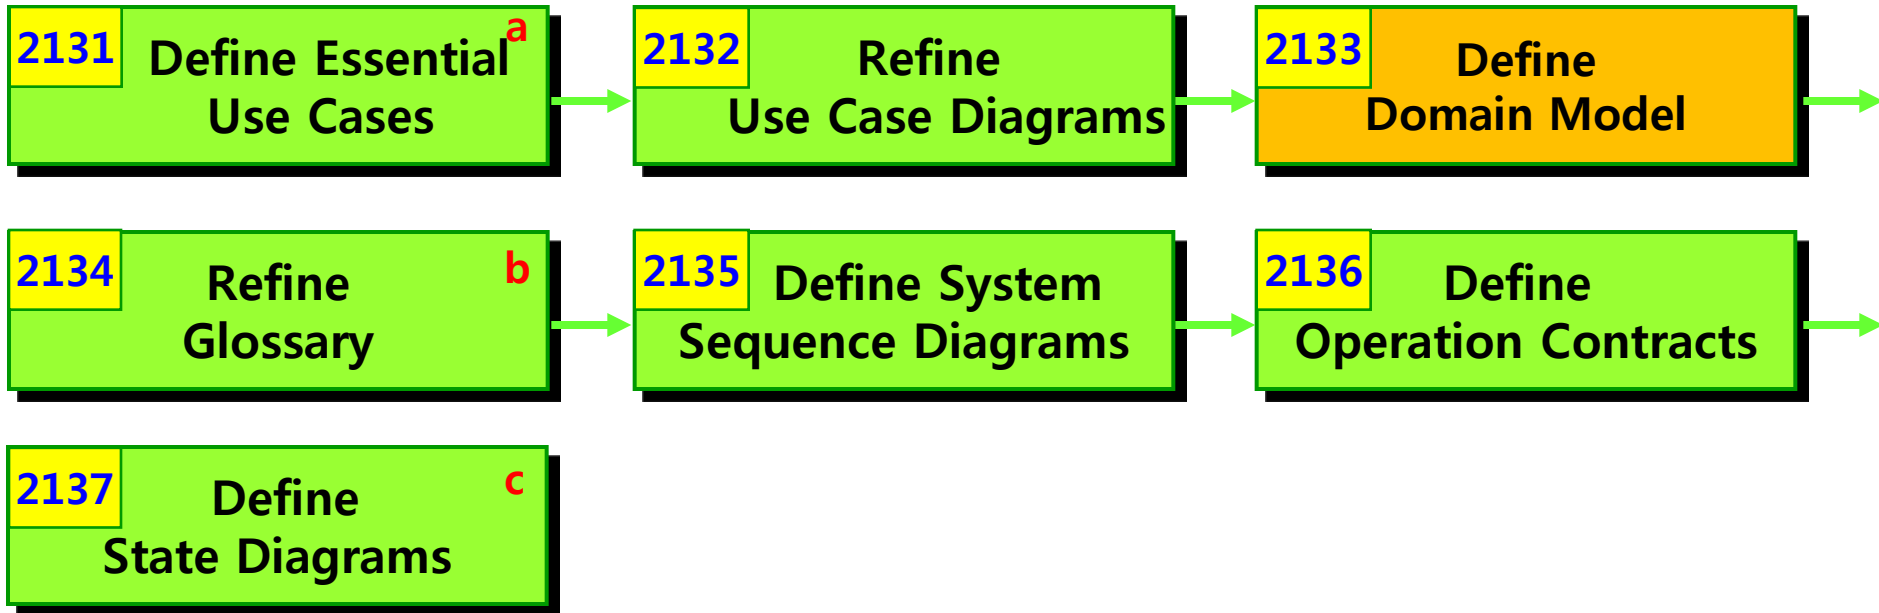 2131
a
Define Essential
Use Cases
2132
Refine
Use Case Diagrams
2133
Define
Domain Model
2134
b
Refine
Glossary
2135
Define System
Sequence Diagrams
2136
Define
Operation Contracts
2137
c
Define
State Diagrams